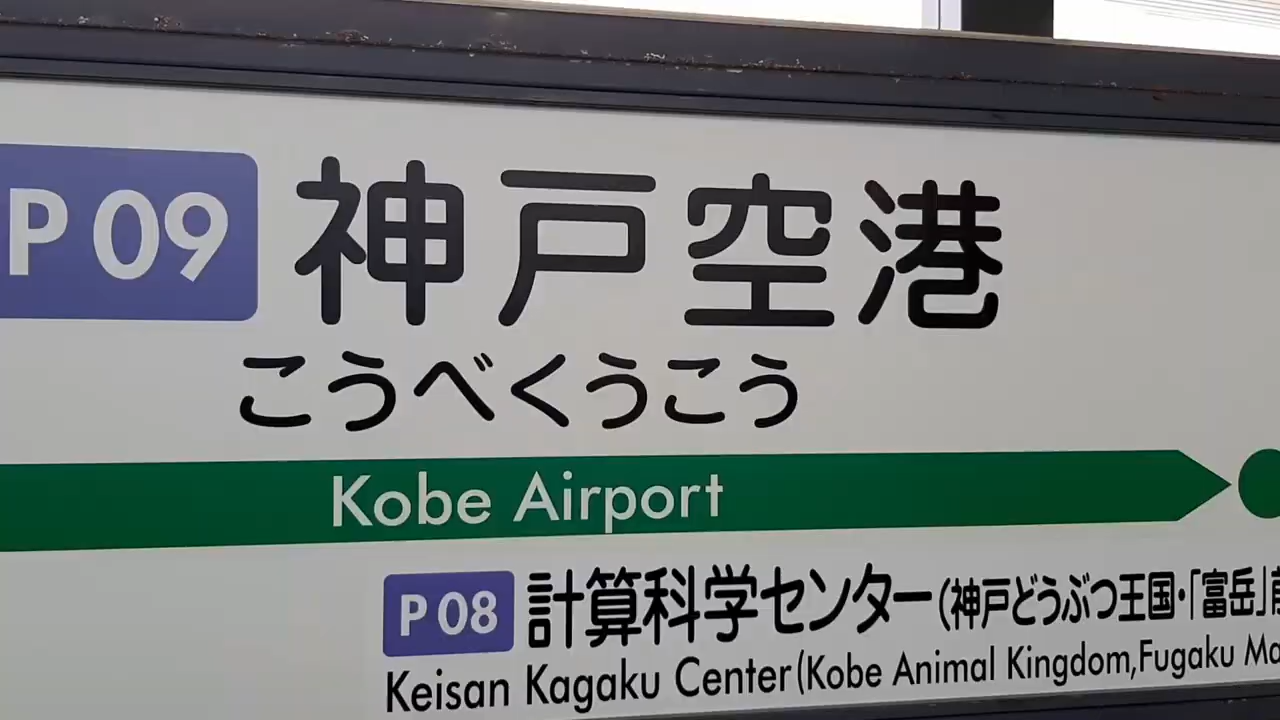 P 09 神戸空港
こうべくうこう
Kobe Airport
P 08 計算科学センター(神戸どうぶつ王国・「富岳」前
Keisan Kagaku Center(Kobe Animal Kingdom,Fugaku